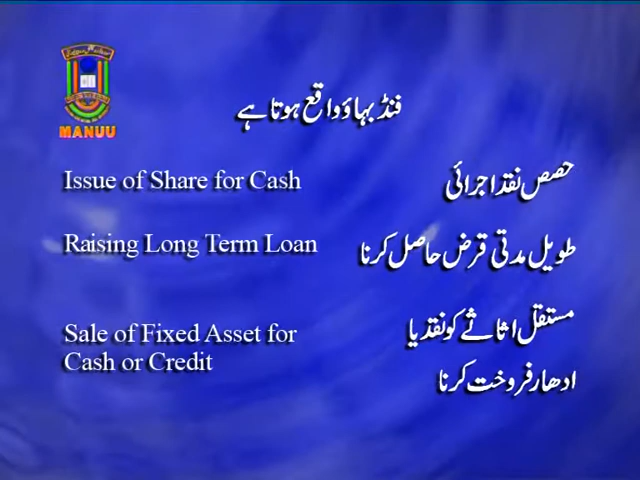 MANUU
فنڈ بہاؤ واقع ہوتا ہے
Issue of Share for Cash
حصص نقد اجرائی
Raising Long Term Loan
طویل مدتی قرض حاصل کرنا
Sale of Fixed Asset for
Cash or Credit
مستقل اثاثے کو نقد یا
ادھار فروخت کرنا